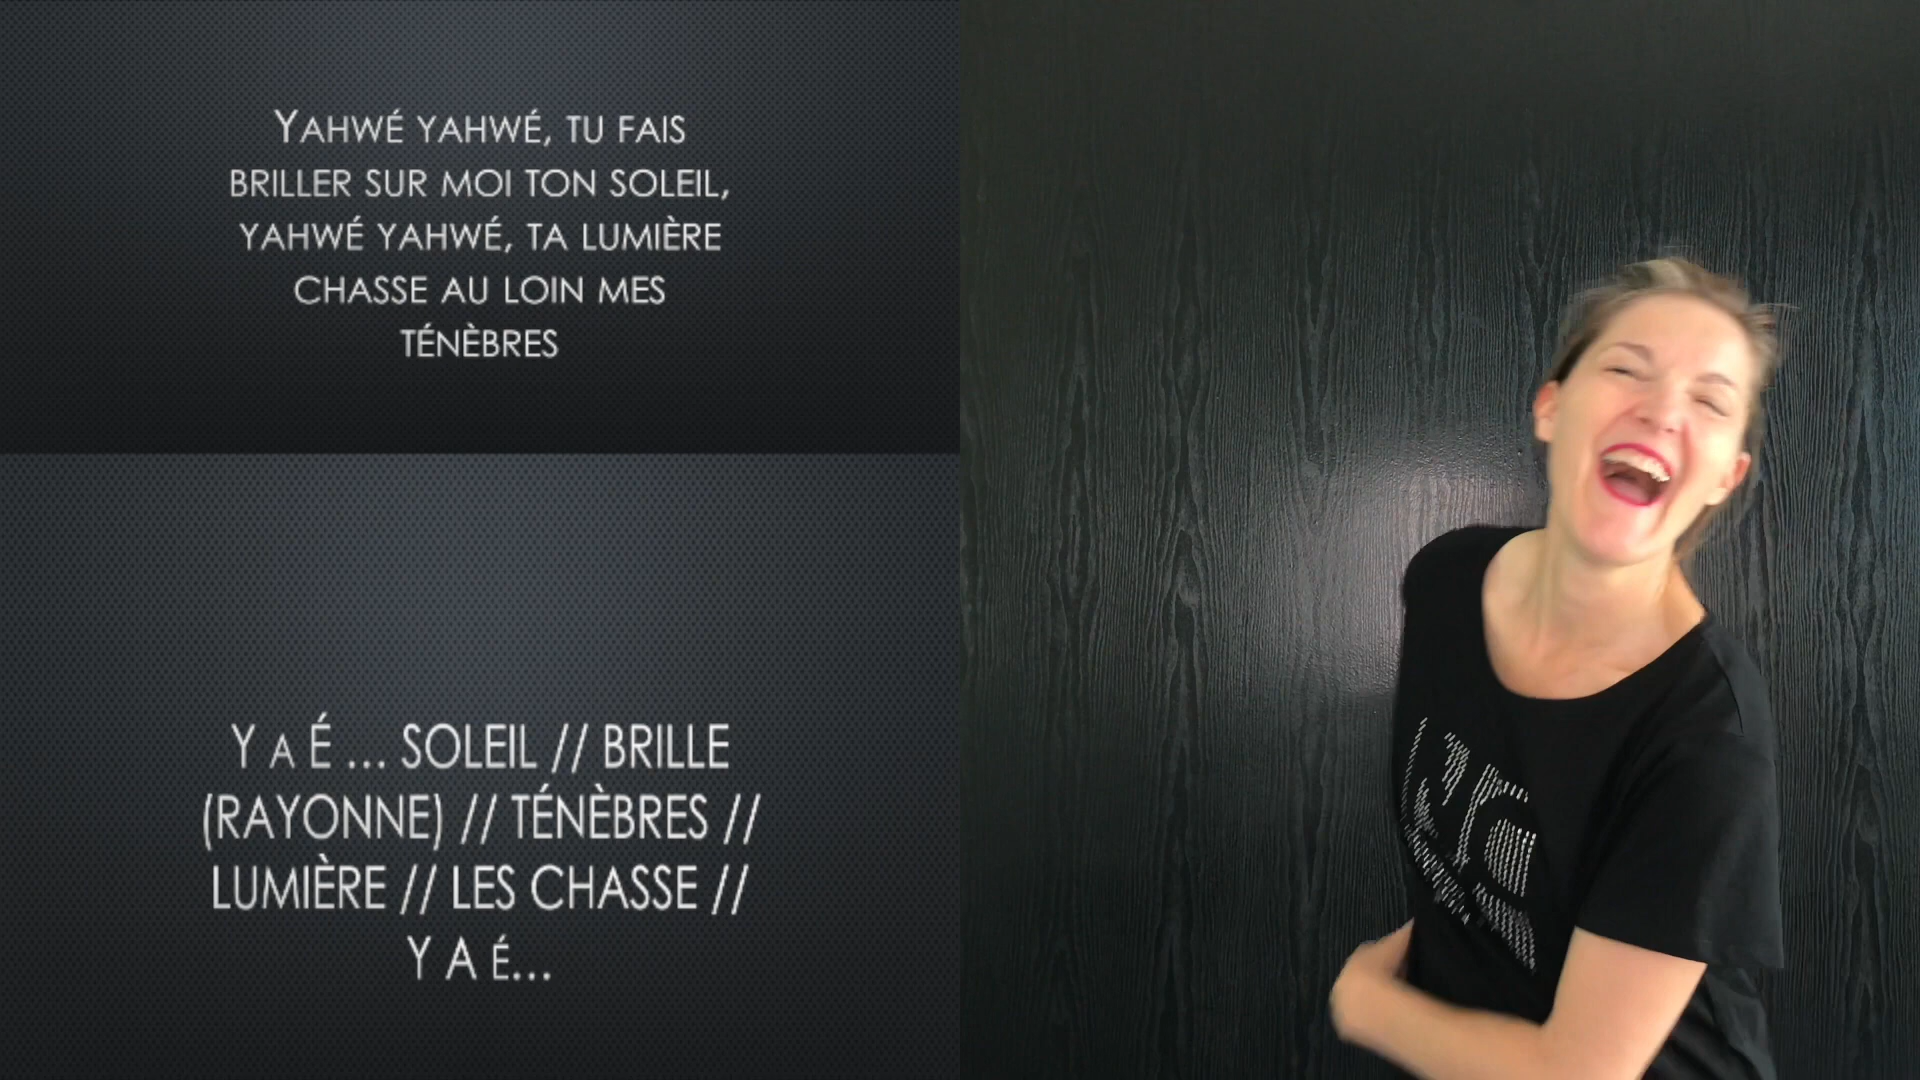 YAHWÉ YAHWÉ, TU FAIS
BRILLER SUR MOI TON SOLEIL,
YAHWÉ YAHWÉ, TA LUMIÈRE
CHASSE AU LOIN MES
TÉNÈBRES
Y A É ... SOLEIL // BRILLE
(RAYONNE) // TÉNÈBRES //
LUMIÈRE // LES CHASSE //
Y A É...